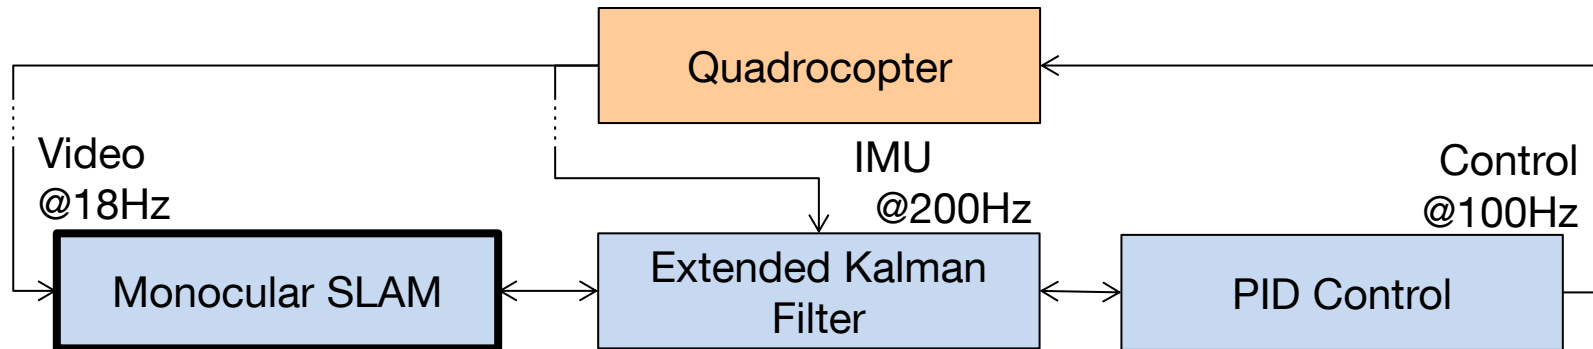 Quadrocopter
Video
@18Hz
IMU
@200Hz
Control
@100Hz
Monocular SLAM
Extended Kalman
Filter
PID Control